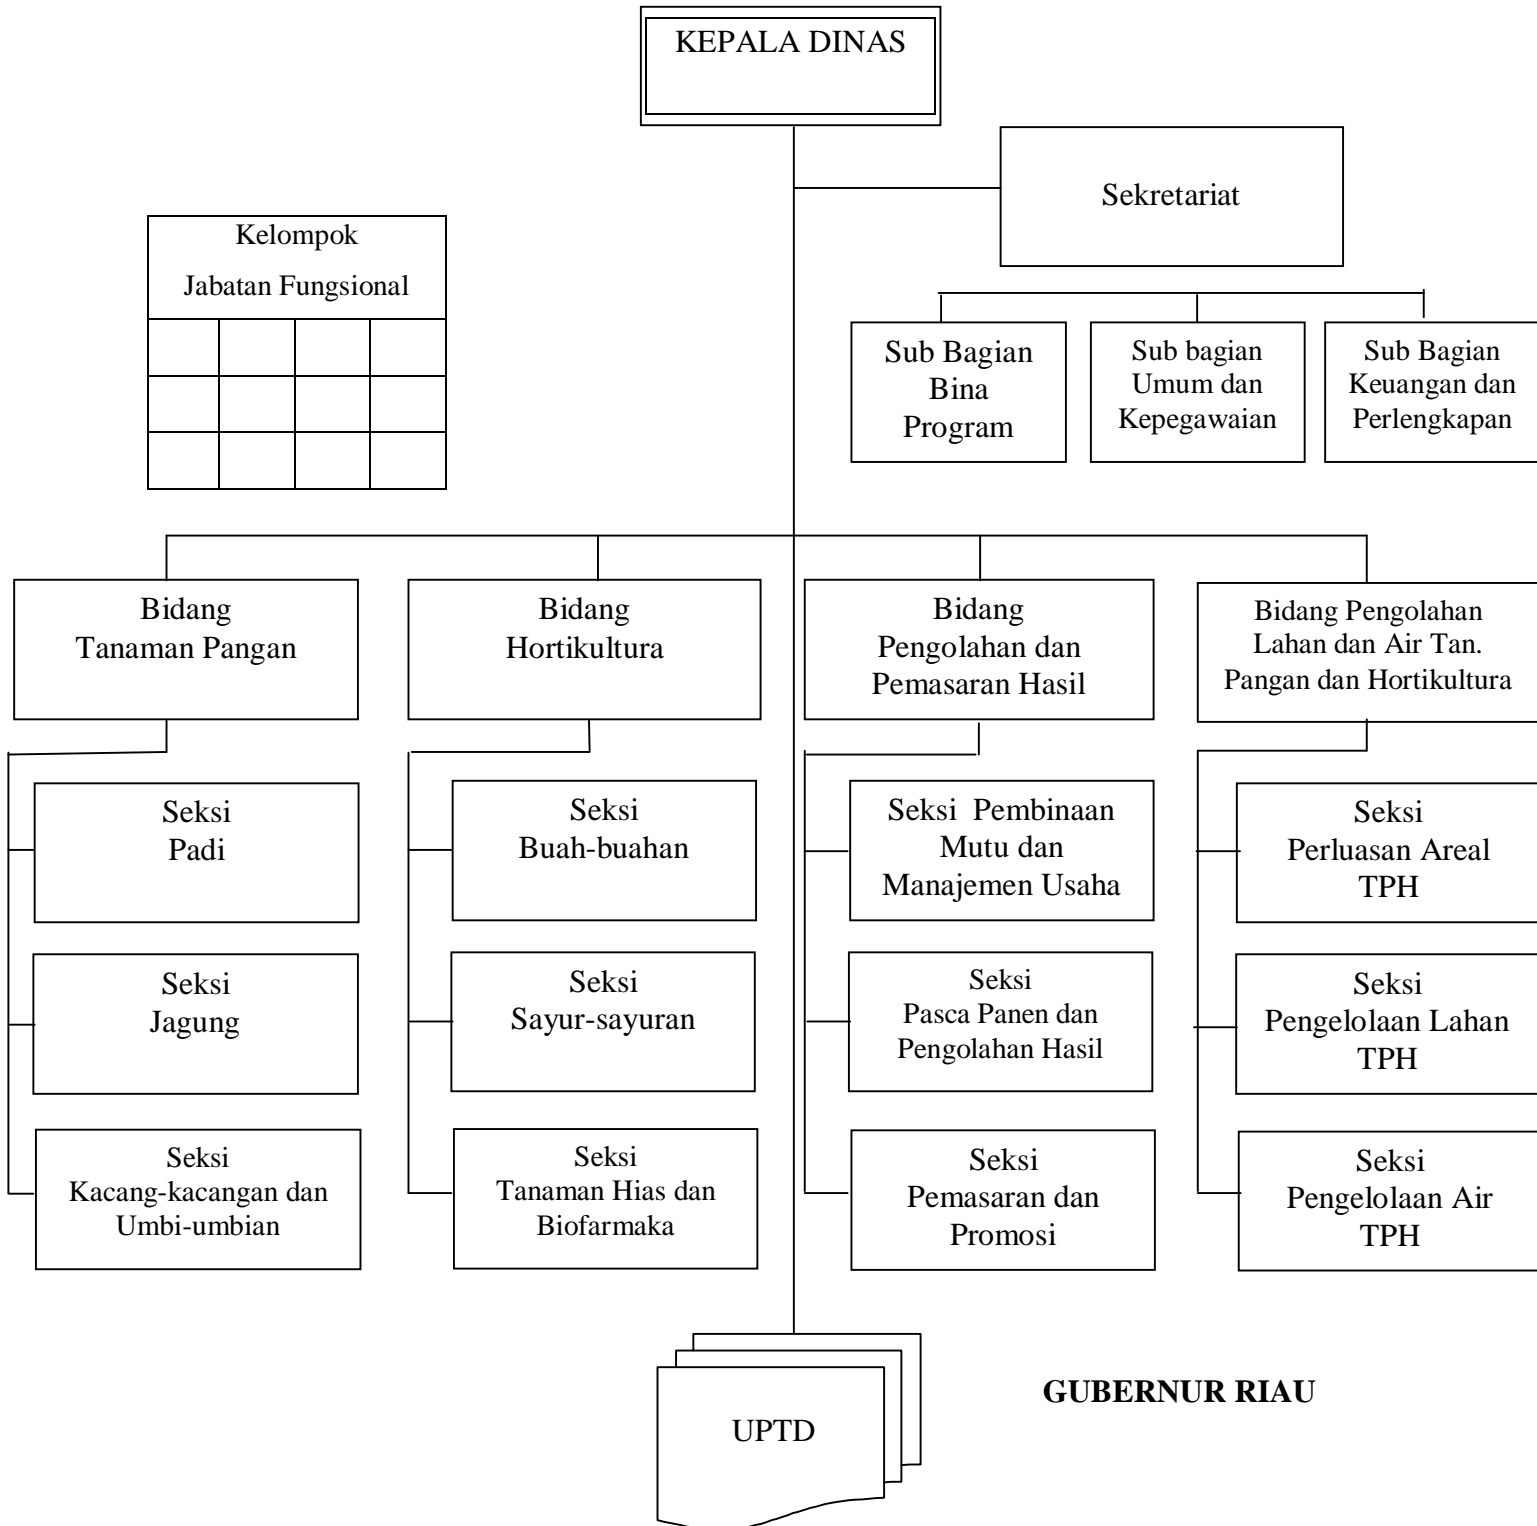 KEPALA DINAS
Sekretariat
Kelompok
Jabatan Fungsional
Sub Bagian
Bina
Program
Sub bagian
Umum dan
Kepegawaian
Sub Bagian
Keuangan dan
Perlengkapan
Bidang
Tanaman Pangan
Bidang
Hortikultura
Bidang
Pengolahan dan
Pemasaran Hasil
Bidang Pengolahan
Lahan dan Air Tan.
Pangan dan Hortikultura
Seksi
Padi
Seksi
Buah-buahan
Seksi Pembinaan
Mutu dan
Manajemen Usaha
Seksi
Perluasan Areal
TPH
Seksi
Jagung
Seksi
Sayur-sayuran
Seksi
Pasca Panen dan
Pengolahan Hasil
Seksi
Pengelolaan Lahan
TPH
Seksi
Kacang-kacangan dan
Umbi-umbian
Seksi
Tanaman Hias dan
Biofarmaka
Seksi
Pemasaran dan
Promosi
Seksi
Pengelolaan Air
TPH
GUBERNUR RIAU
UPTD